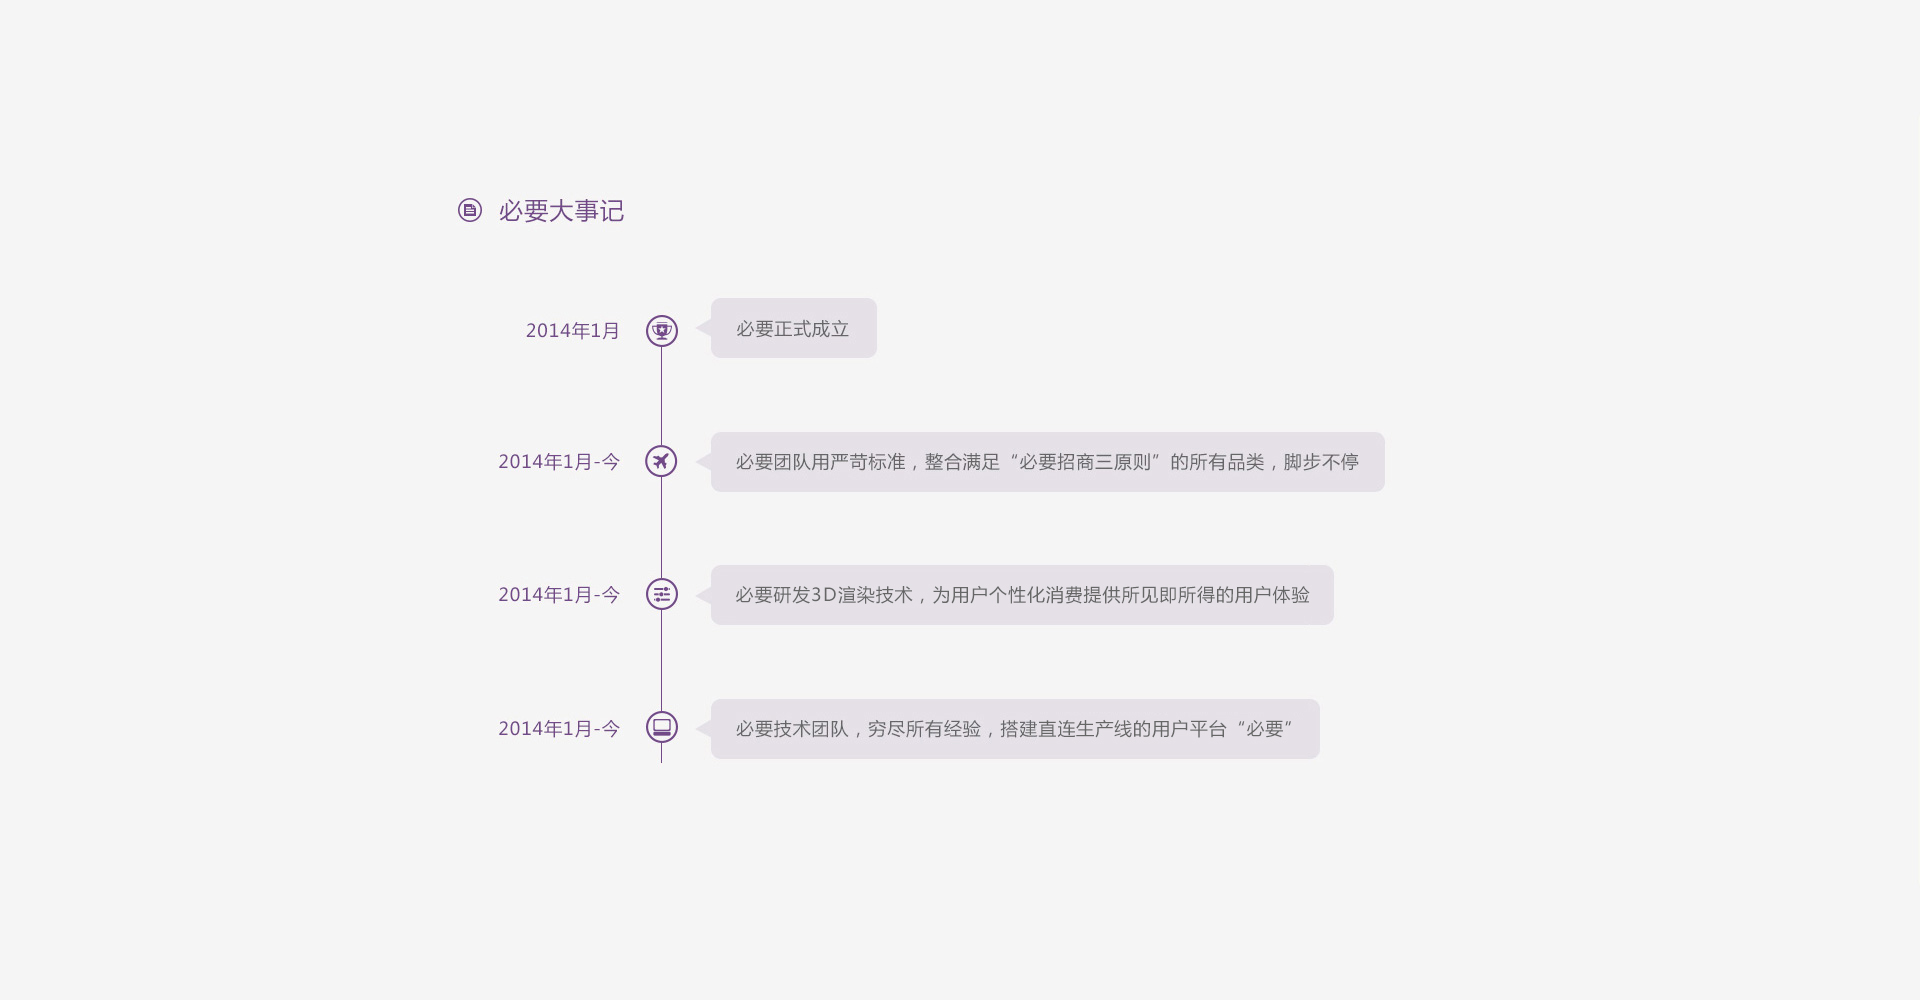 必要大事记
2014年1月
必要正式成立
2014年1月-今
必要团队用严苛标准，整合满足“必要招商三原则”的所有品类，脚步不停
2014年1月-今
必要研发3D渲染技术，为用户个性化消费提供所见即所得的用户体验
2014年1月-今
必要技术团队，穷尽所有经验，搭建直连生产线的用户平台“必要”